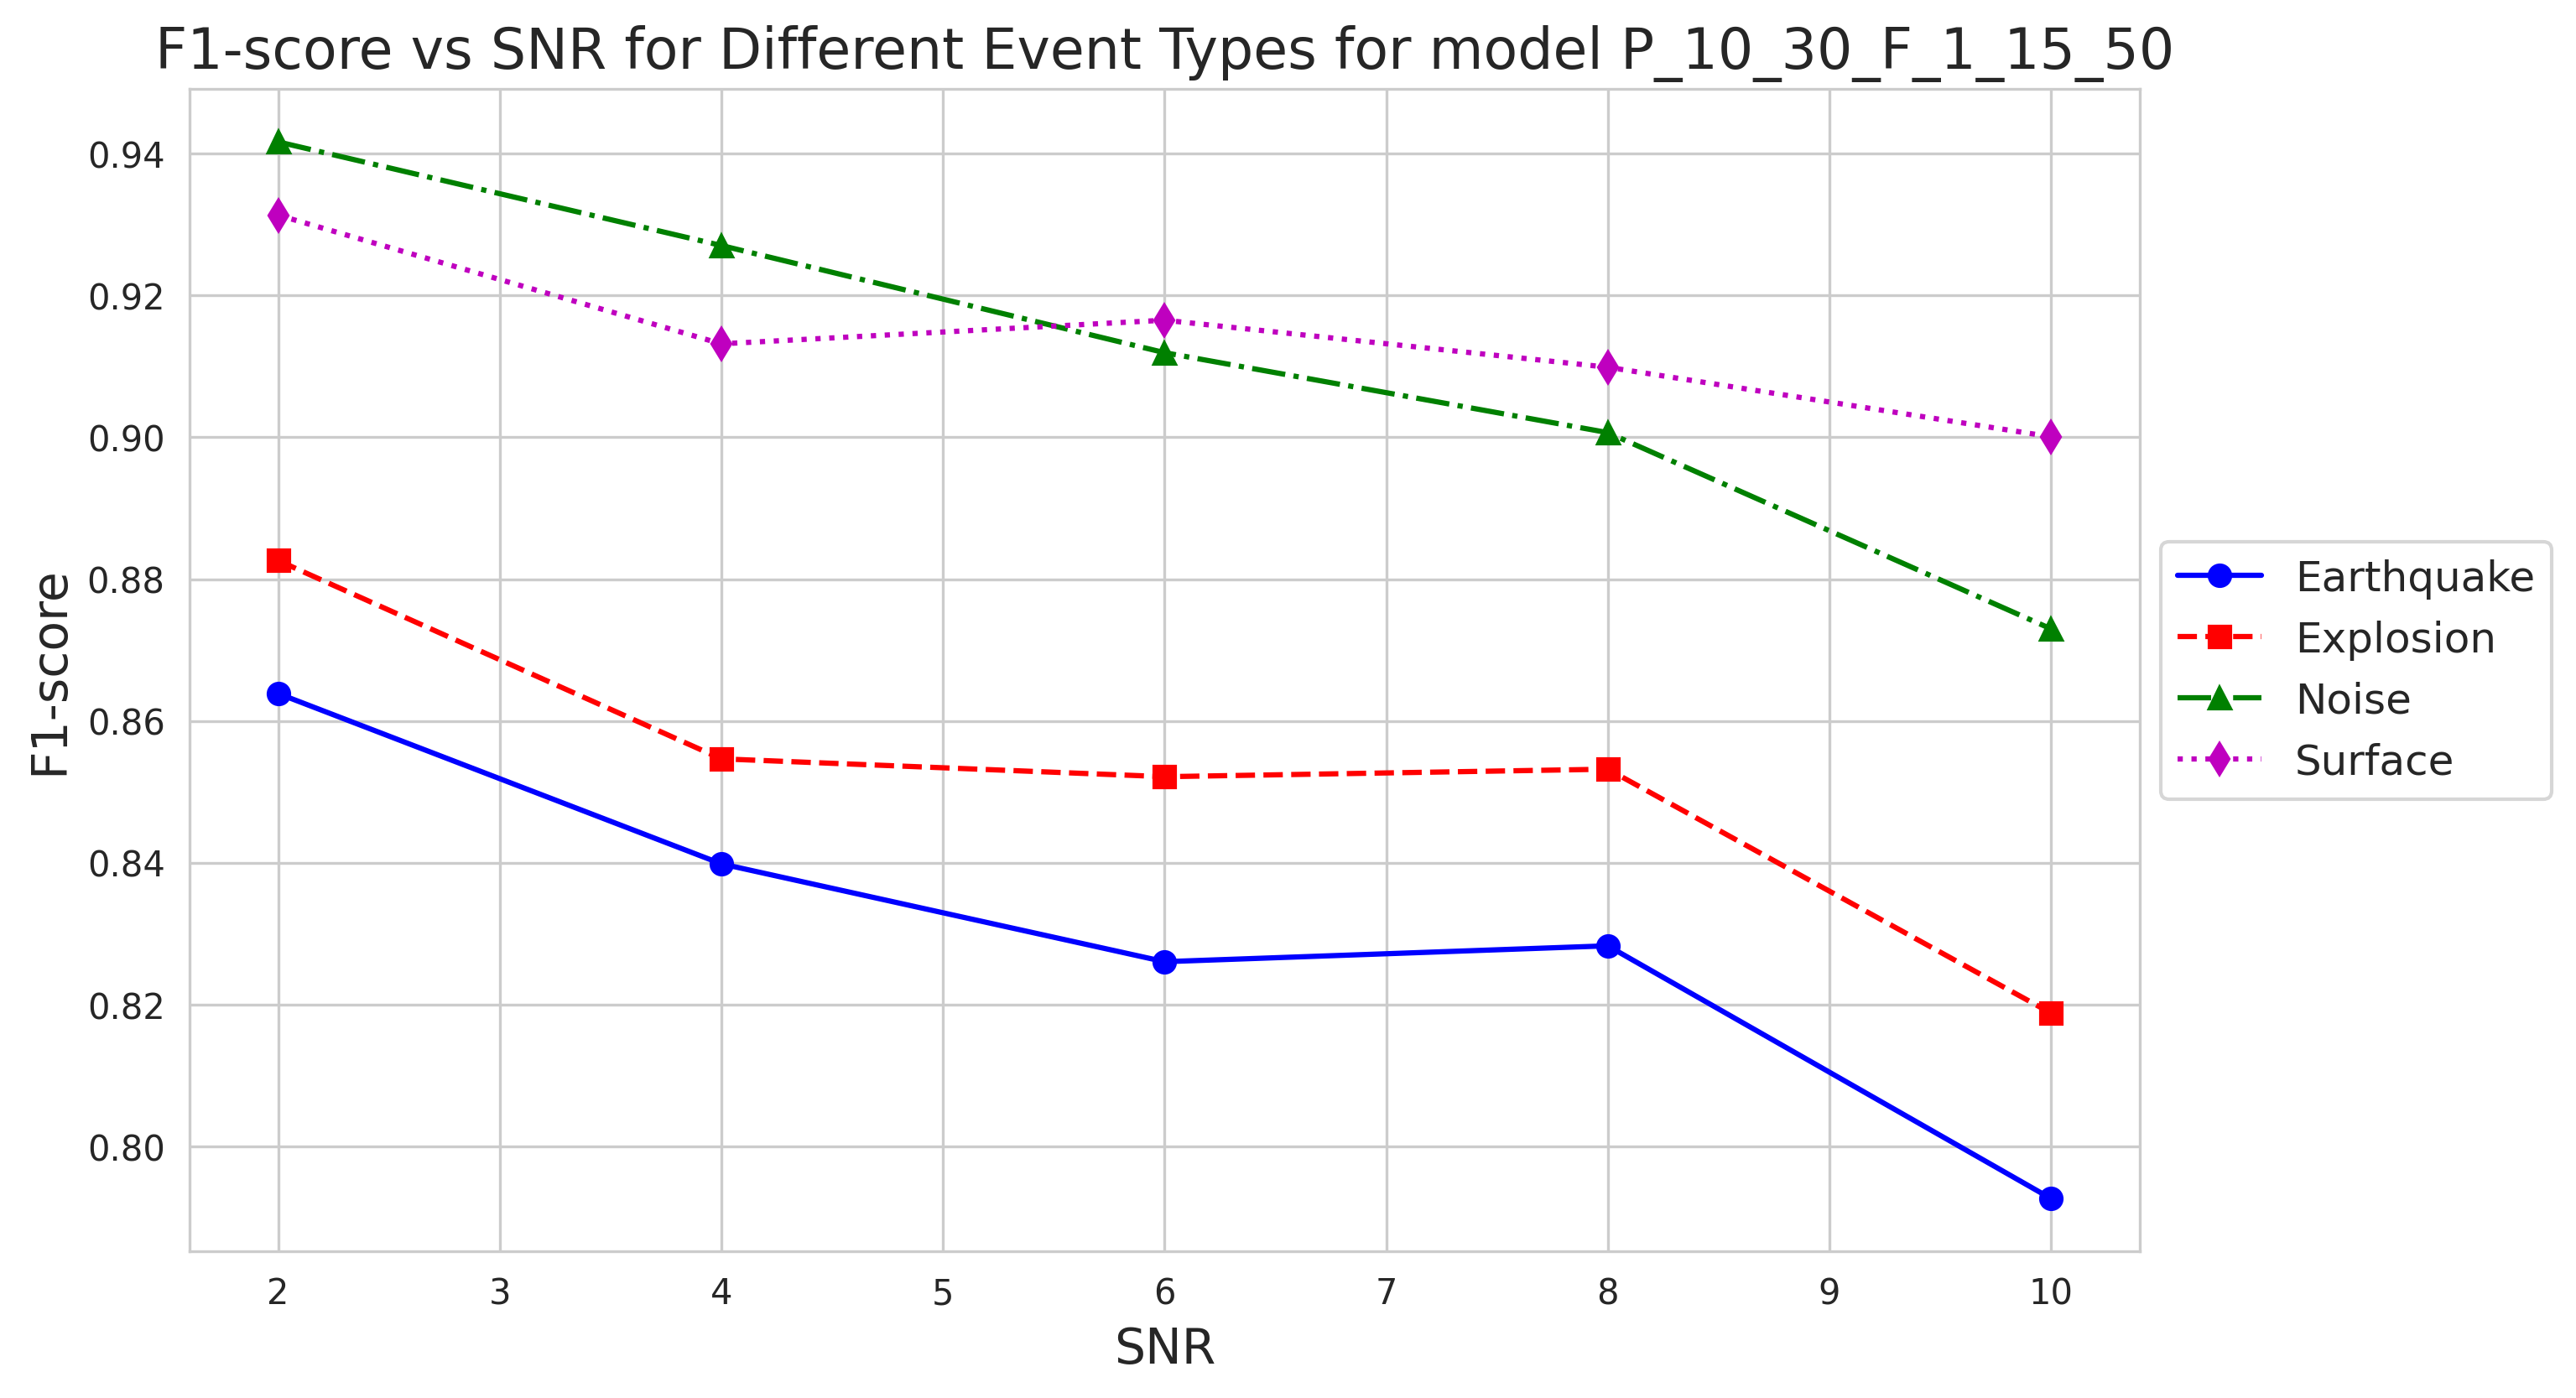 F1-score vs SNR for Different Event Types for model P_10_30_F_1_15_50
F1-score
0.94
0.92
0.90
0.88
0.86
0.84
0.82
0.80
2 3 4 5 6 7 8 9 10
SNR
Earthquake
Explosion
Noise
Surface